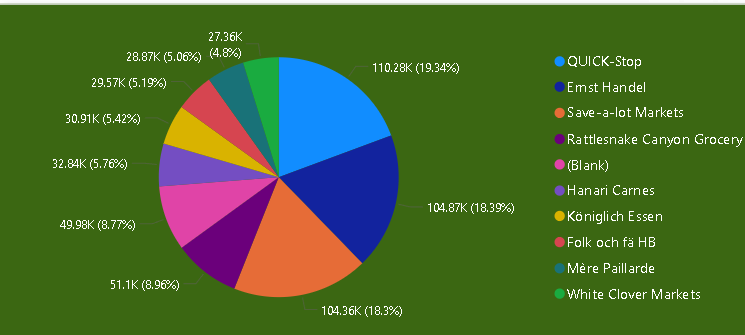 27.36K
(4.8%)
28.87K (5.06%)
29.57K (5.19%)
30.91K (5.42%)
32.84K (5.76%)
49.98K (8.77%)
51.1K (8.96%)
104.36K (18.3%)
104.87K (18.39%)
110.28K (19.34%)
QUICK-Stop
Ernst Handel
Save-a-lot Markets
Rattlesnake Canyon Grocery
(Blank)
Hanari Carnes
Königlich Essen
Folk och fä HB
Mère Paillarde
White Clover Markets